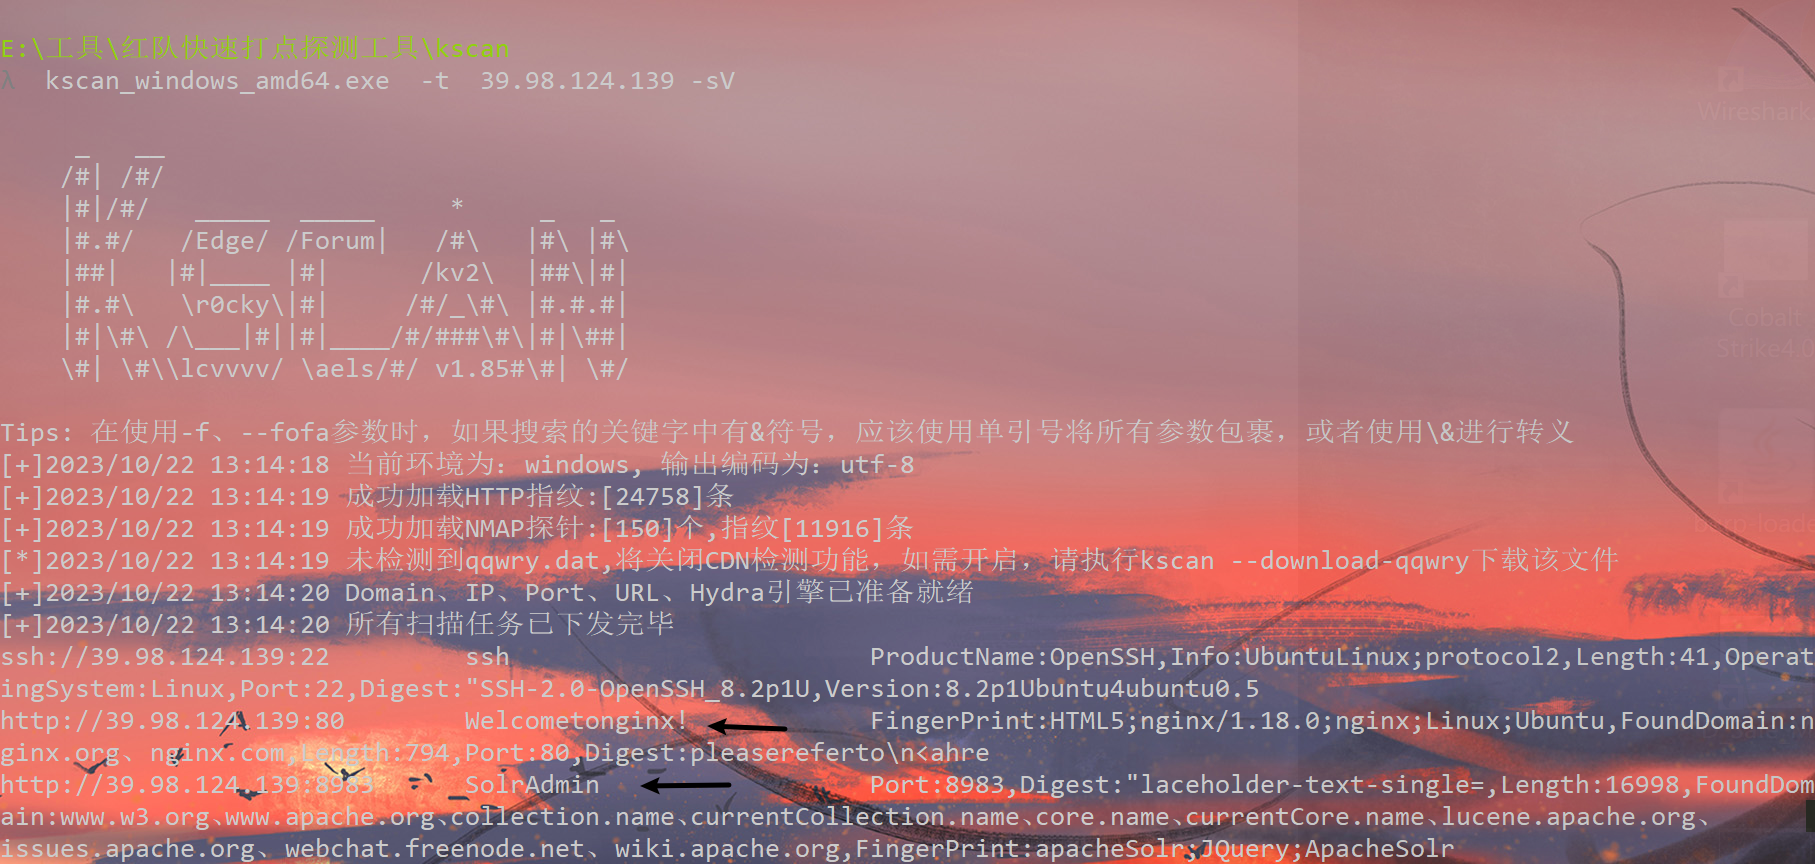 E:\工具\红队快速打点探测工具\kscan
λ  kscan_windows_amd64.exe  -t  39.98.124.139 -sV
     _   __
    /#| /#/
    |#|/#/   _____  _____     *     _   _
    |#.#/   /Edge/ /Forum|   /#\   |#\ |#\
    |##|   |#|____ |#|      /kv2\  |##\|#|
    |#.#\   \r0cky\|#|     /#/_\#\ |#.#.#|
    |#|\#\ /\___|#||#|____/#/###\#\|#|\##|
    \#| \#\\lcvvvv/ \aels/#/ v1.85#\#| \#/
Tips: 在使用-f、--fofa参数时，如果搜索的关键字中有&符号，应该使用单引号将所有参数包裹，或者使用\&进行转义
[+]2023/10/22 13:14:18 当前环境为：windows, 输出编码为：utf-8
[+]2023/10/22 13:14:19 成功加载HTTP指纹:[24758]条
[+]2023/10/22 13:14:19 成功加载NMAP探针:[150]个,指纹[11916]条
[*]2023/10/22 13:14:19 未检测到qqwry.dat,将关闭CDN检测功能，如需开启，请执行kscan --download-qqwry下载该文件
[+]2023/10/22 13:14:20 Domain、IP、Port、URL、Hydra引擎已准备就绪
[+]2023/10/22 13:14:20 所有扫描任务已下发完毕
ssh://39.98.124.139:22         ssh                        ProductName:OpenSSH,Info:UbuntuLinux;protocol2,Length:41,Operat
ingSystem:Linux,Port:22,Digest:"SSH-2.0-OpenSSH_8.2p1U,Version:8.2p1Ubuntu4ubuntu0.5
http://39.98.124.139:80        Welcometonginx!            FingerPrint:HTML5;nginx/1.18.0;nginx;Linux;Ubuntu,FoundDomain:n
ginx.org、nginx.com,Length:794,Port:80,Digest:pleasereferto\n<ahre
http://39.98.124.139:8983      SolrAdmin                  Port:8983,Digest:"laceholder-text-single=,Length:16998,FoundDom
ain:www.w3.org、www.apache.org、collection.name、currentCollection.name、core.name、currentCore.name、lucene.apache.org、
issues.apache.org、webchat.freenode.net、wiki.apache.org,FingerPrint:apacheSolr;JQuery;ApacheSolr
Wireshark
Cobalt
Strike4.0